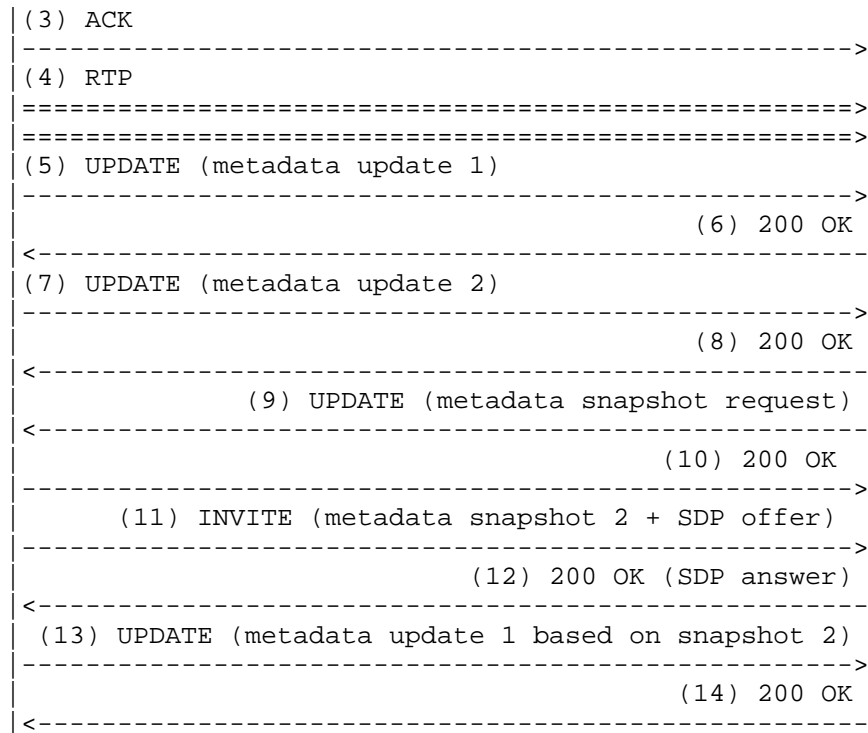 (3) ACK
(4) RTP
(5) UPDATE (metadata update 1)
(6) 200 OK
(7) UPDATE (metadata update 2)
(8) 200 OK
(9) UPDATE (metadata snapshot request)
(10) 200 OK
(11) INVITE (metadata snapshot 2 + SDP offer)
(12) 200 OK (SDP answer)
(13) UPDATE (metadata update 1 based on snapshot 2)
(14) 200 OK